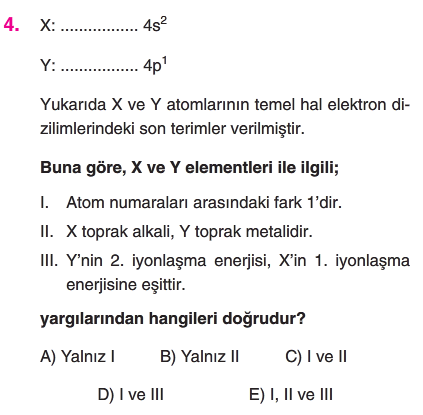 4. X: ................. 4s²
Y: ................. 4p¹
Yukarıda X ve Y atomlarının temel hal elektron di-
zilimlerindeki son terimler verilmiştir.
Buna göre, X ve Y elementleri ile ilgili;
I. Atom numaraları arasındaki fark 1'dir.
II. X toprak alkali, Y toprak metalidir.
III. Y'nin 2. iyonlaşma enerjisi, X'in 1. iyonlaşma
enerjisine eşittir.
yargılarından hangileri doğrudur?
A) Yalnız I B) Yalnız II C) I ve II
D) I ve III E) I, II ve III